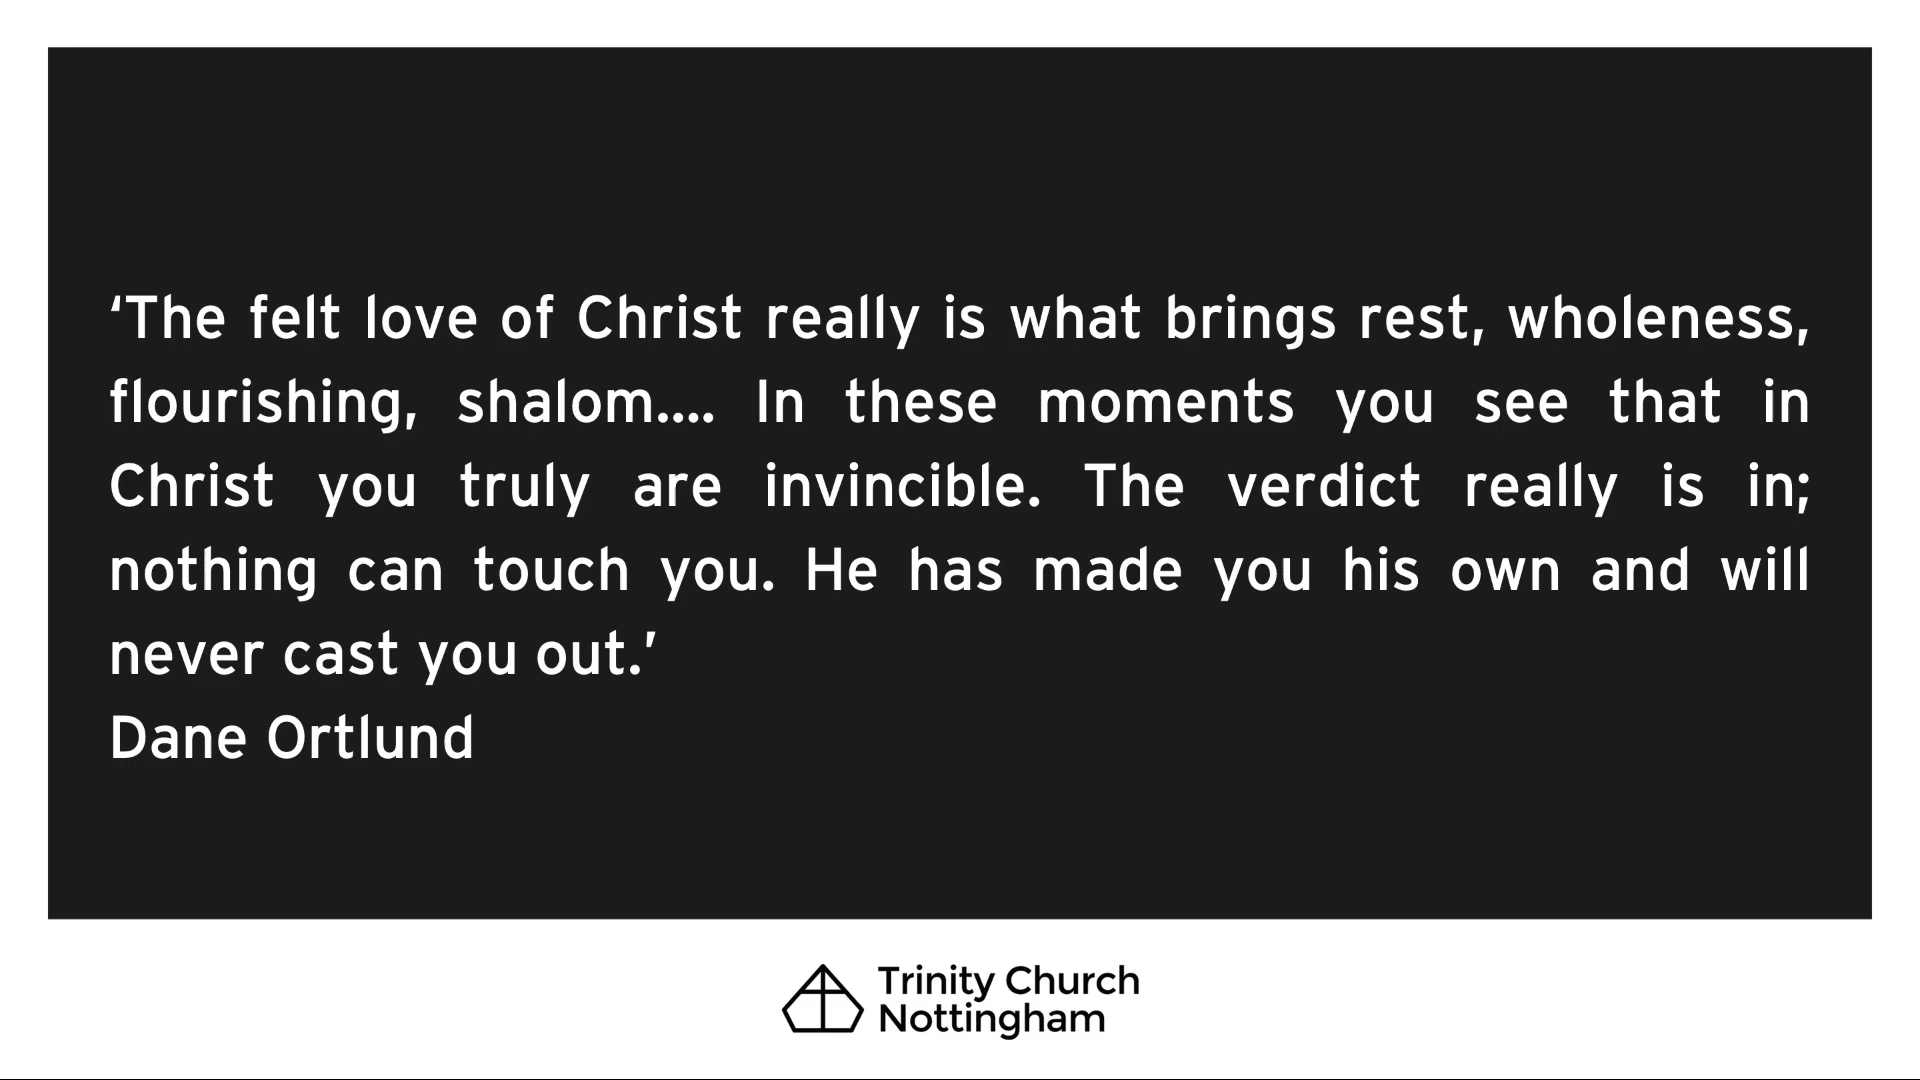 ‘The felt love of Christ really is what brings rest, wholeness,
flourishing, shalom.... In these moments you see that in
Christ you truly are invincible. The verdict really is in;
nothing can touch you. He has made you his own and will
never cast you out.’
Dane Ortlund
Trinity Church
Nottingham